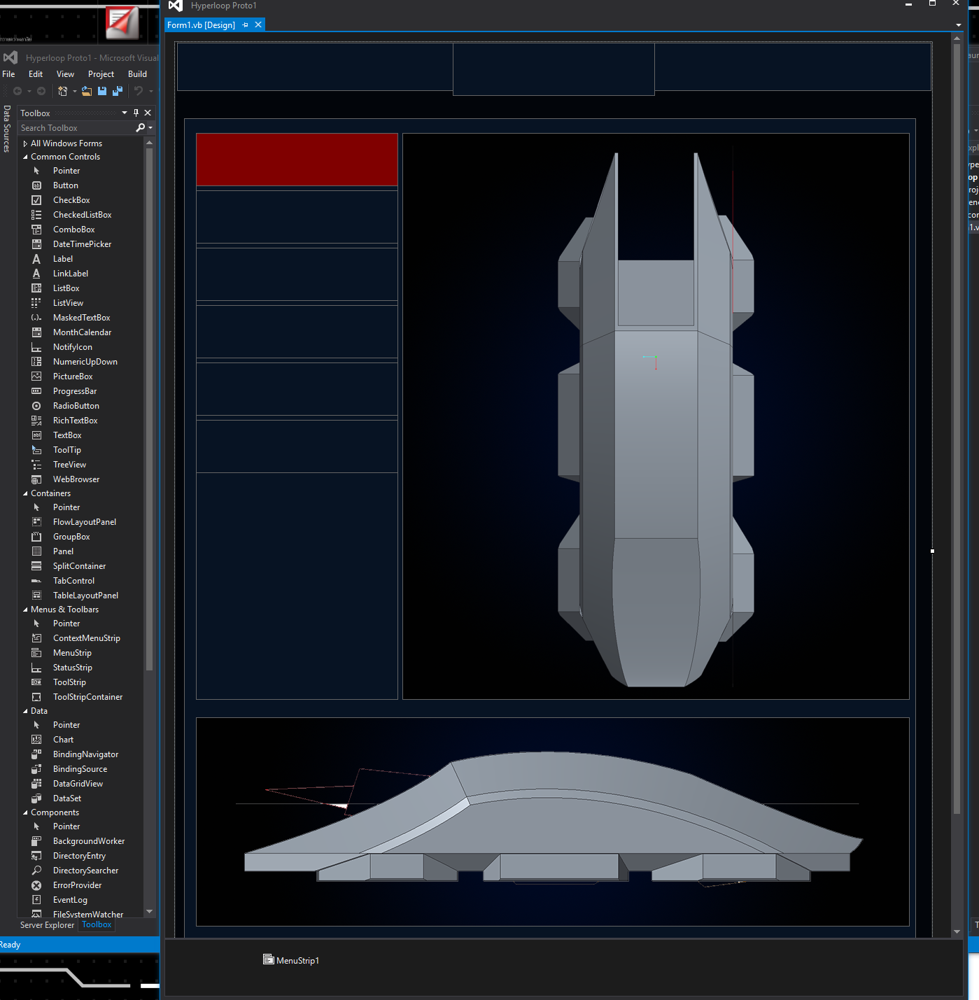 Hyperloop Proto1
Form1.vb [Design]
Hyperloop Proto1 - Microsoft Visual
File Edit View Project Build
Data Sources
Toolbox
Search Toolbox
All Windows Forms
Common Controls
Pointer
Button
CheckBox
CheckedListBox
ComboBox
DateTimePicker
Label
LinkLabel
ListBox
ListView
MaskedTextBox
MonthCalendar
NotifyIcon
NumericUpDown
PictureBox
ProgressBar
RadioButton
RichTextBox
TextBox
ToolTip
TreeView
WebBrowser
Containers
Pointer
FlowLayoutPanel
GroupBox
Panel
SplitContainer
TabControl
TableLayoutPanel
Menus & Toolbars
Pointer
ContextMenuStrip
MenuStrip
StatusStrip
ToolStrip
ToolStripContainer
Data
Pointer
Chart
BindingNavigator
BindingSource
DataGridView
DataSet
Components
Pointer
BackgroundWorker
DirectoryEntry
DirectorySearcher
ErrorProvider
EventLog
FileSystemWatcher
Server Explorer Toolbox
Ready
MenuStrip1